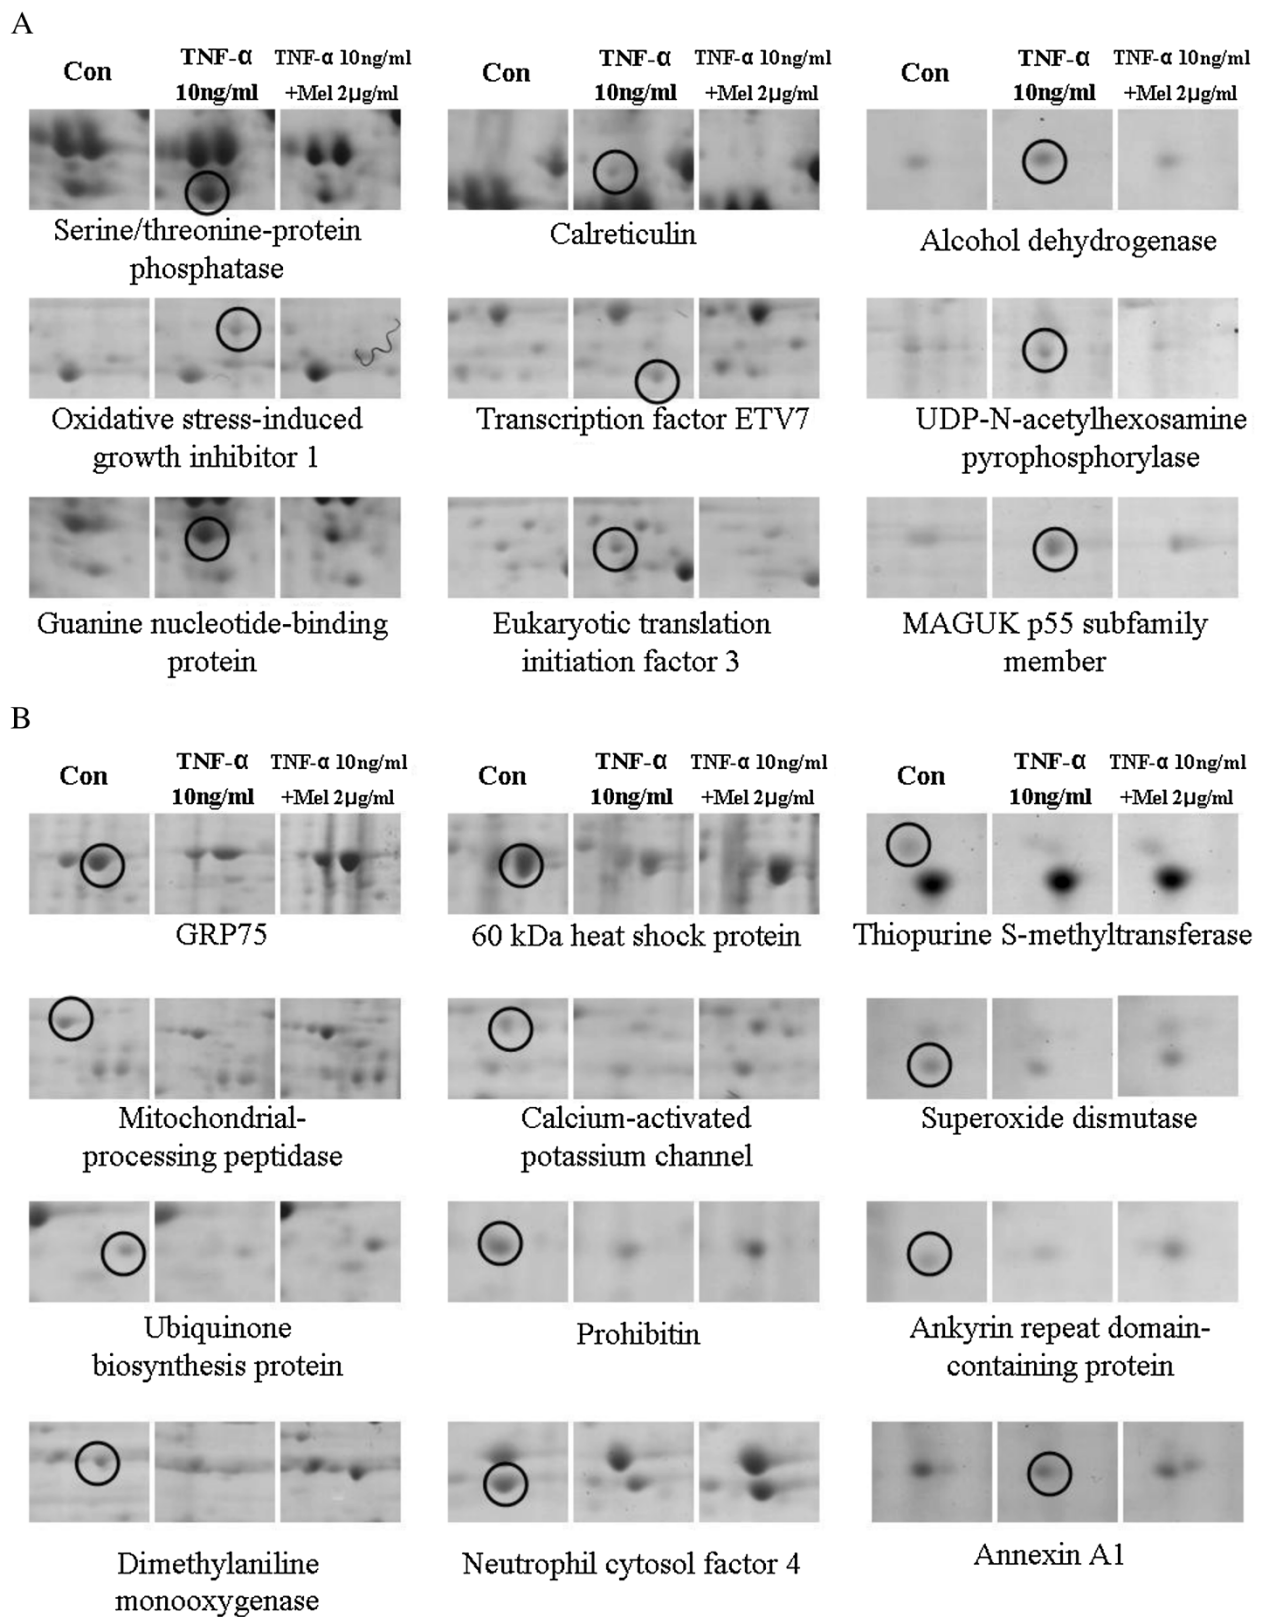 A
Con
TNF-α
10ng/ml
TNF-α 10ng/ml
+Mel 2μg/ml
Con
TNF-α
10ng/ml
TNF-α 10ng/ml
+Mel 2μg/ml
Con
TNF-α
10ng/ml
TNF-α 10ng/ml
+Mel 2μg/ml
Serine/threonine-protein
phosphatase
Calreticulin
Alcohol dehydrogenase
Oxidative stress-induced
growth inhibitor 1
Transcription factor ETV7
UDP-N-acetylhexosamine
pyrophosphorylase
Guanine nucleotide-binding
protein
Eukaryotic translation
initiation factor 3
MAGUK p55 subfamily
member
B
Con
TNF-α
10ng/ml
TNF-α 10ng/ml
+Mel 2μg/ml
Con
TNF-α
10ng/ml
TNF-α 10ng/ml
+Mel 2μg/ml
Con
TNF-α
10ng/ml
TNF-α 10ng/ml
+Mel 2μg/ml
GRP75
60 kDa heat shock protein
Thiopurine S-methyltransferase
Mitochondrial-
processing peptidase
Calcium-activated
potassium channel
Superoxide dismutase
Ubiquinone
biosynthesis protein
Prohibitin
Ankyrin repeat domain-
containing protein
Dimethylaniline
monooxygenase
Neutrophil cytosol factor 4
Annexin A1